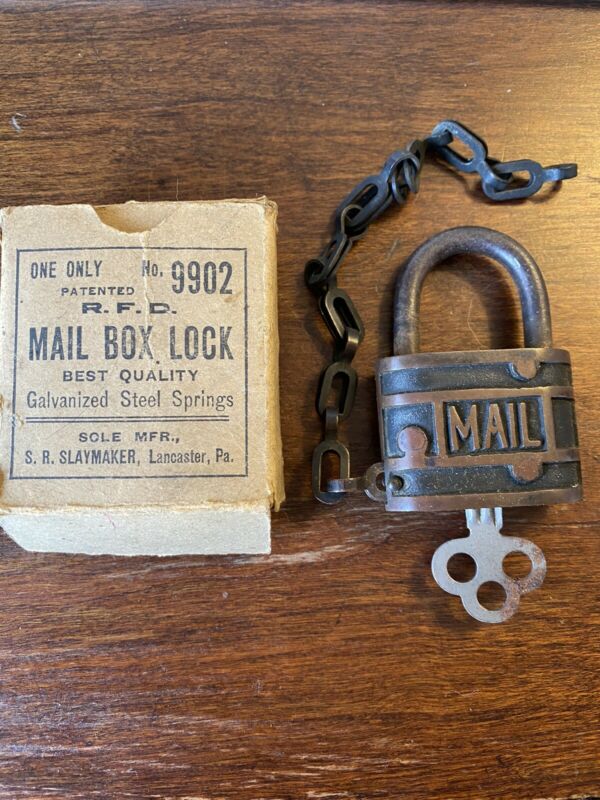 ONE ONLY No. 9902
PATENTED
R.F.D.
MAIL BOX LOCK
BEST QUALITY
Galvanized Steel Springs
SOLE MFR.,
S. R. SLAYMAKER, Lancaster, Pa.
MAIL